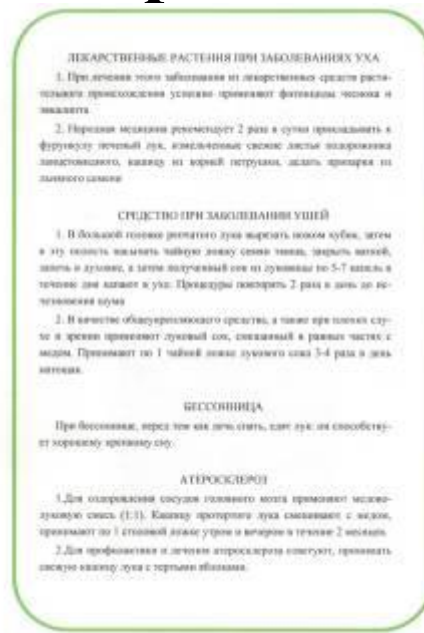 ЛЕКАРСТВЕННЫЕ РАСТЕНИЯ ПРИ ЗАБОЛЕВАНИЯХ УХА
1. При лечении этого заболевания из лекарственных средств расти-
тельного происхождения успешно применяют фитонциды чеснока и
эвкалипта.
2. Народная медицина рекомендует 2 раза в сутки прикладывать к
фурункулу печеный лук, измельченные свежие листья подорожника
ланцетовидного, кашицу из корней петрушки, делать припарки из
льняного семени
СРЕДСТВО ПРИ ЗАБОЛЕВАНИИ УШЕЙ
1. В большой головке репчатого лука вырезать ножом кубик, затем
в эту полость насыпать чайную ложку семян тмина, закрыть ваткой,
запечь в духовке, а затем полученный сок из луковицы по 5-7 капель в
течение дня капают в ухо. Процедуры повторять 2 раза в день до ис-
чезновения шума
2. В качестве общеукрепляющего средства, а также при плохих слу-
хе и зрении применяют луковый сок, смешанный в равных частях с
медом. Принимают по 1 чайной ложке лукового сока 3-4 раза в день
натощак.
БЕССОННИЦА
При бессоннице, перед тем как лечь спать, едят лук: он способству-
ет хорошему крепкому сну.
АТЕРОСКЛЕРОЗ
1.Для оздоровления сосудов головного мозга применяют медово-
луковую смесь (1:1). Кашицу протертого лука смешивают с медом,
принимают по 1 столовой ложке утром и вечером в течение 2 месяцев.
2.Для профилактики и лечения атеросклероза советуют, принимать
свежую кашицу лука с тертыми яблоками.